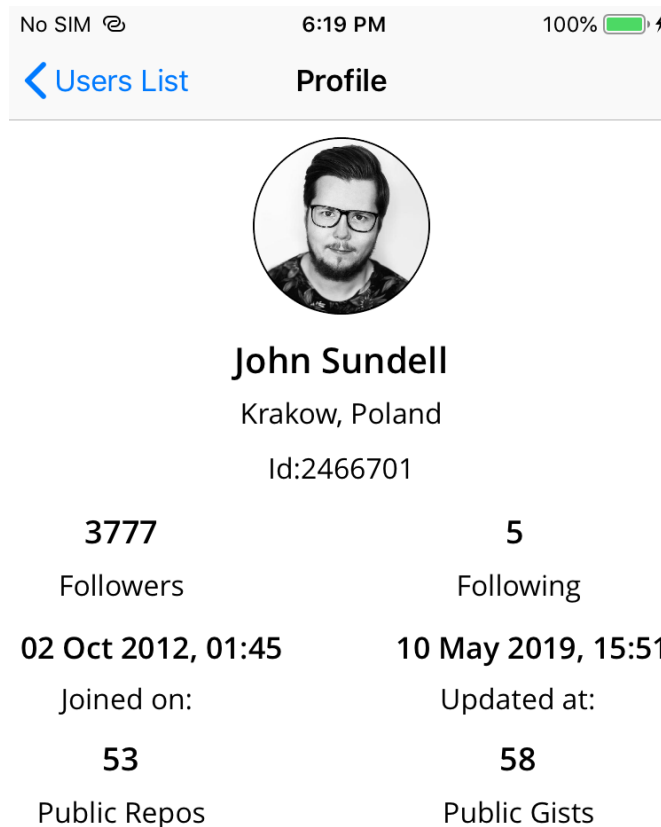 No SIM 6:19 PM 100%
Users List Profile
John Sundell
Krakow, Poland
Id:2466701
3777 5
Followers Following
02 Oct 2012, 01:45 10 May 2019, 15:51
Joined on: Updated at:
53 58
Public Repos Public Gists